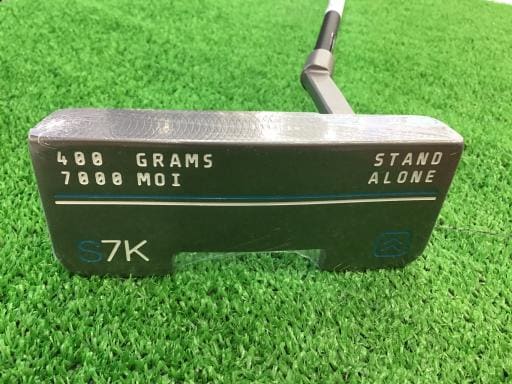 400 GRAMS
7000 MOI
STAND
ALONE
S7K